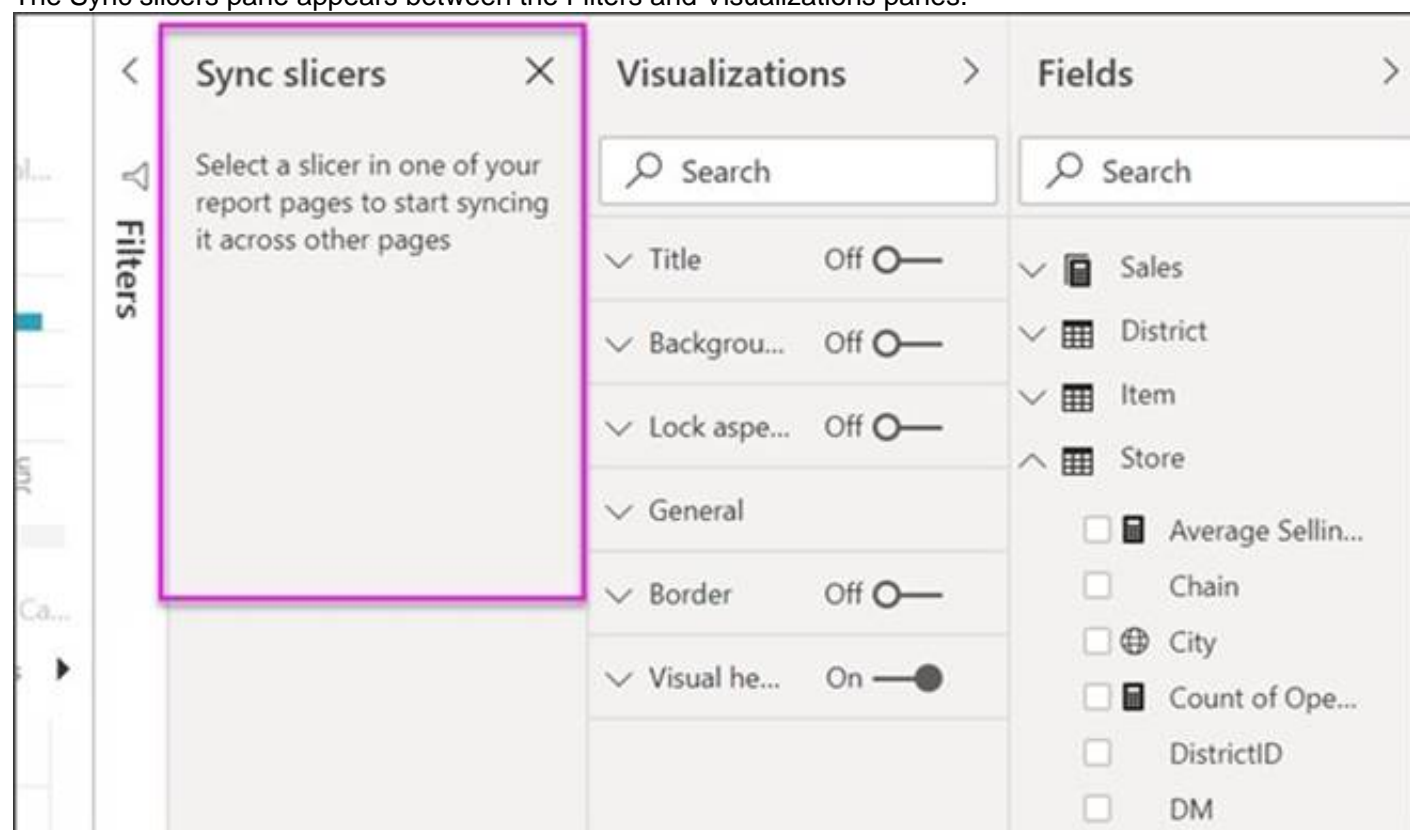 The Sync slicers pane appears between the Filters and Visualizations panes.
Filters
Sync slicers
Select a slicer in one of your
report pages to start syncing
it across other pages
Visualizations
Search
Title Off
Backgrou... Off
Lock aspe... Off
General
Border Off
Visual he... On
Fields
Search
Sales
District
Item
Store
Average Sellin...
Chain
City
Count of Ope...
DistrictID
DM
Ca...